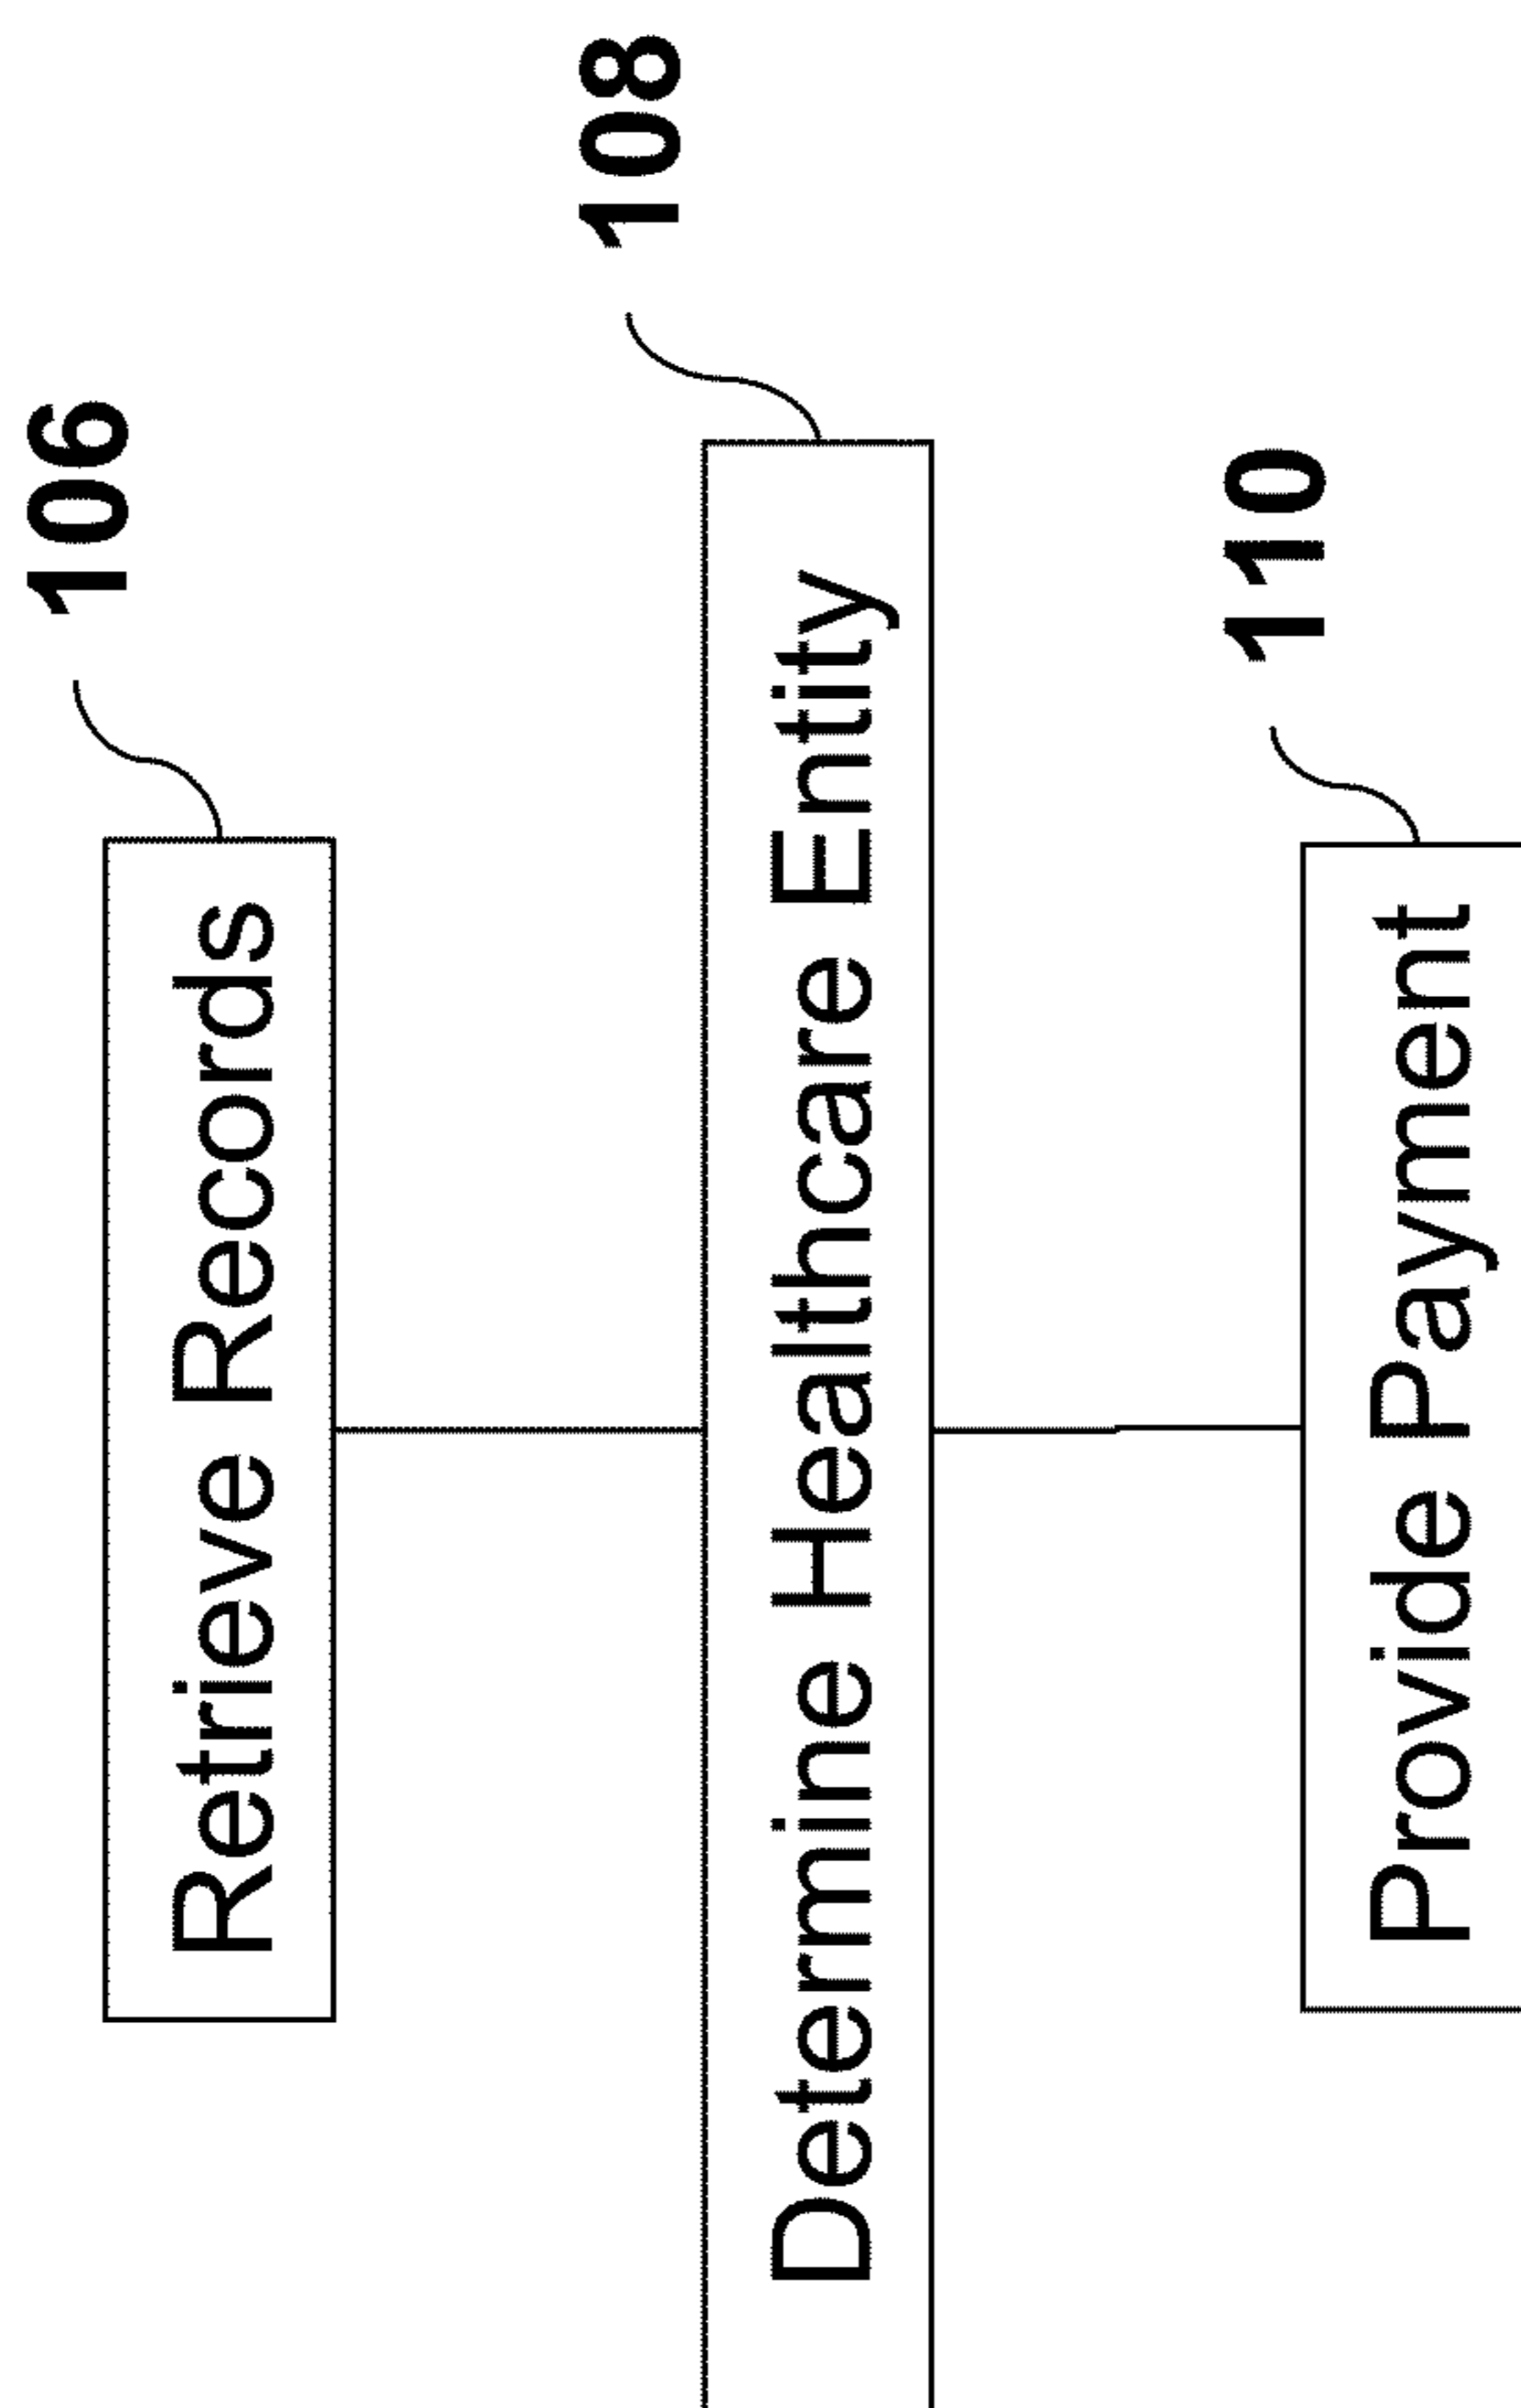 106
Retrieve Records
108
Determine Healthcare Entity
110
Provide Payment